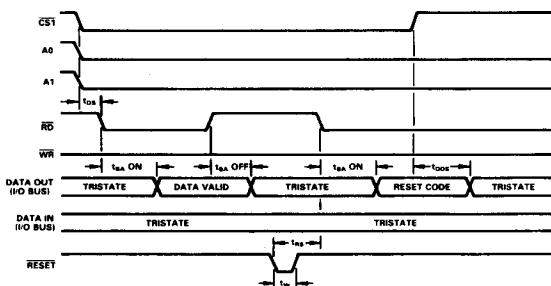 CS1
A0
A1
tDS
RD
WR
tBA ON
tBA OFF
tBA ON
tODS
DATA OUT
(I/O BUS)
TRISTATE
DATA VALID
TRISTATE
RESET CODE
TRISTATE
DATA IN
(I/O BUS)
TRISTATE
TRISTATE
tRS
RESET
tW